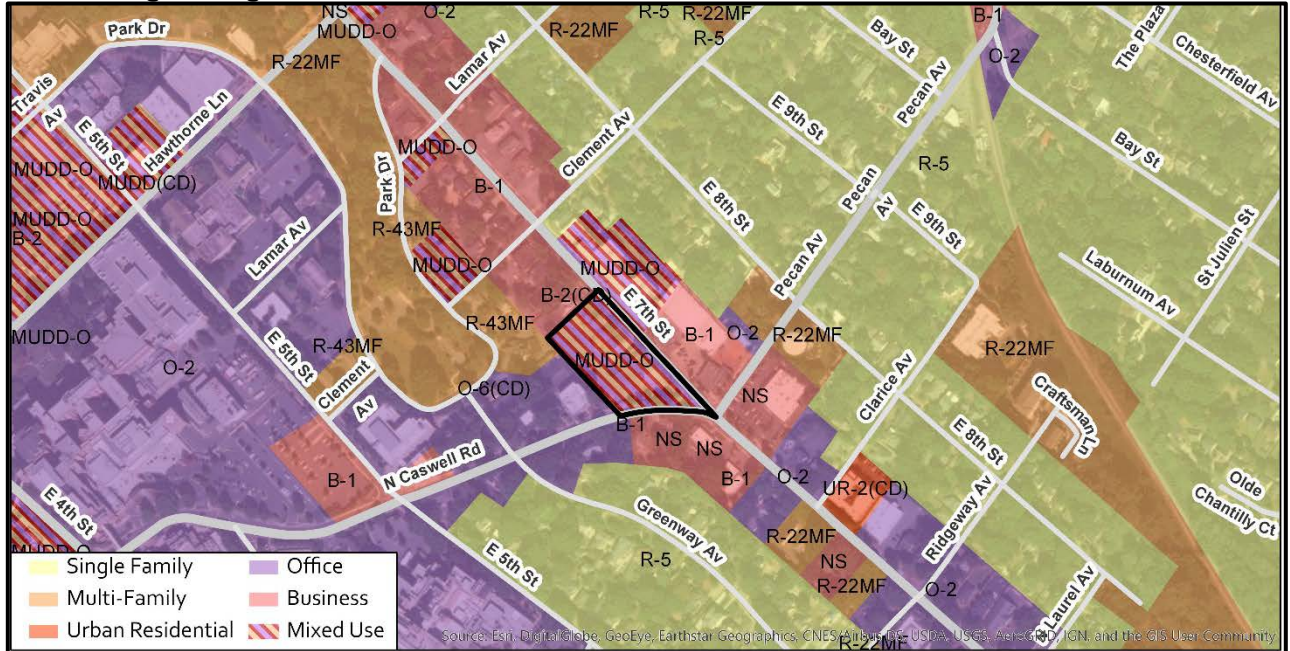 NS
O-2
R-5
R-22MF
R-5
B-1
Park Dr
MUDD-O
Lamar Av
R-22MF
Bay St
The Plaza
R-22MF
O-2
Chesterfield Av
Travis
Av
E 5th St
Hawthorne Ln
Clement Av
E 9th St
Pecan Av
Bay St
MUDD-O
MUDD-O
MUDD(CD)
Park Dr
B-1
E 8th St
Pecan
Av
R-5
E 9th St
St Julien St
MUDD-O
B-2
Lamar Av
R-43MF
MUDD-O
MUDD-O
Pecan Av
Laburnum Av
B-2(CD)
E 7th St
MUDD-O
O-2
R-43MF
E 5th St
R-43MF
MUDD-O
B-1
O-2
R-22MF
R-22MF
Clement
Av
O-6(CD)
NS
Clarice Av
Craftsman
Ln
B-1
NS
NS
E 8th St
N Caswell Rd
B-1
B-1
O-2
UR-2(CD)
Olde
Chantilly Ct
E 4th St
Greenway Av
R-22MF
Ridgeway Av
MUDD-O
E 5th St
R-5
NS
R-22MF
O-2
N Laurel Av
R-22MF
Single Family
Office
Multi-Family
Business
Urban Residential
Mixed Use
Source: Esri, DigitalGlobe, GeoEye, Earthstar Geographics, CNES/Airbus DS, USDA, USGS, AeroGRID, IGN, and the GIS User Community